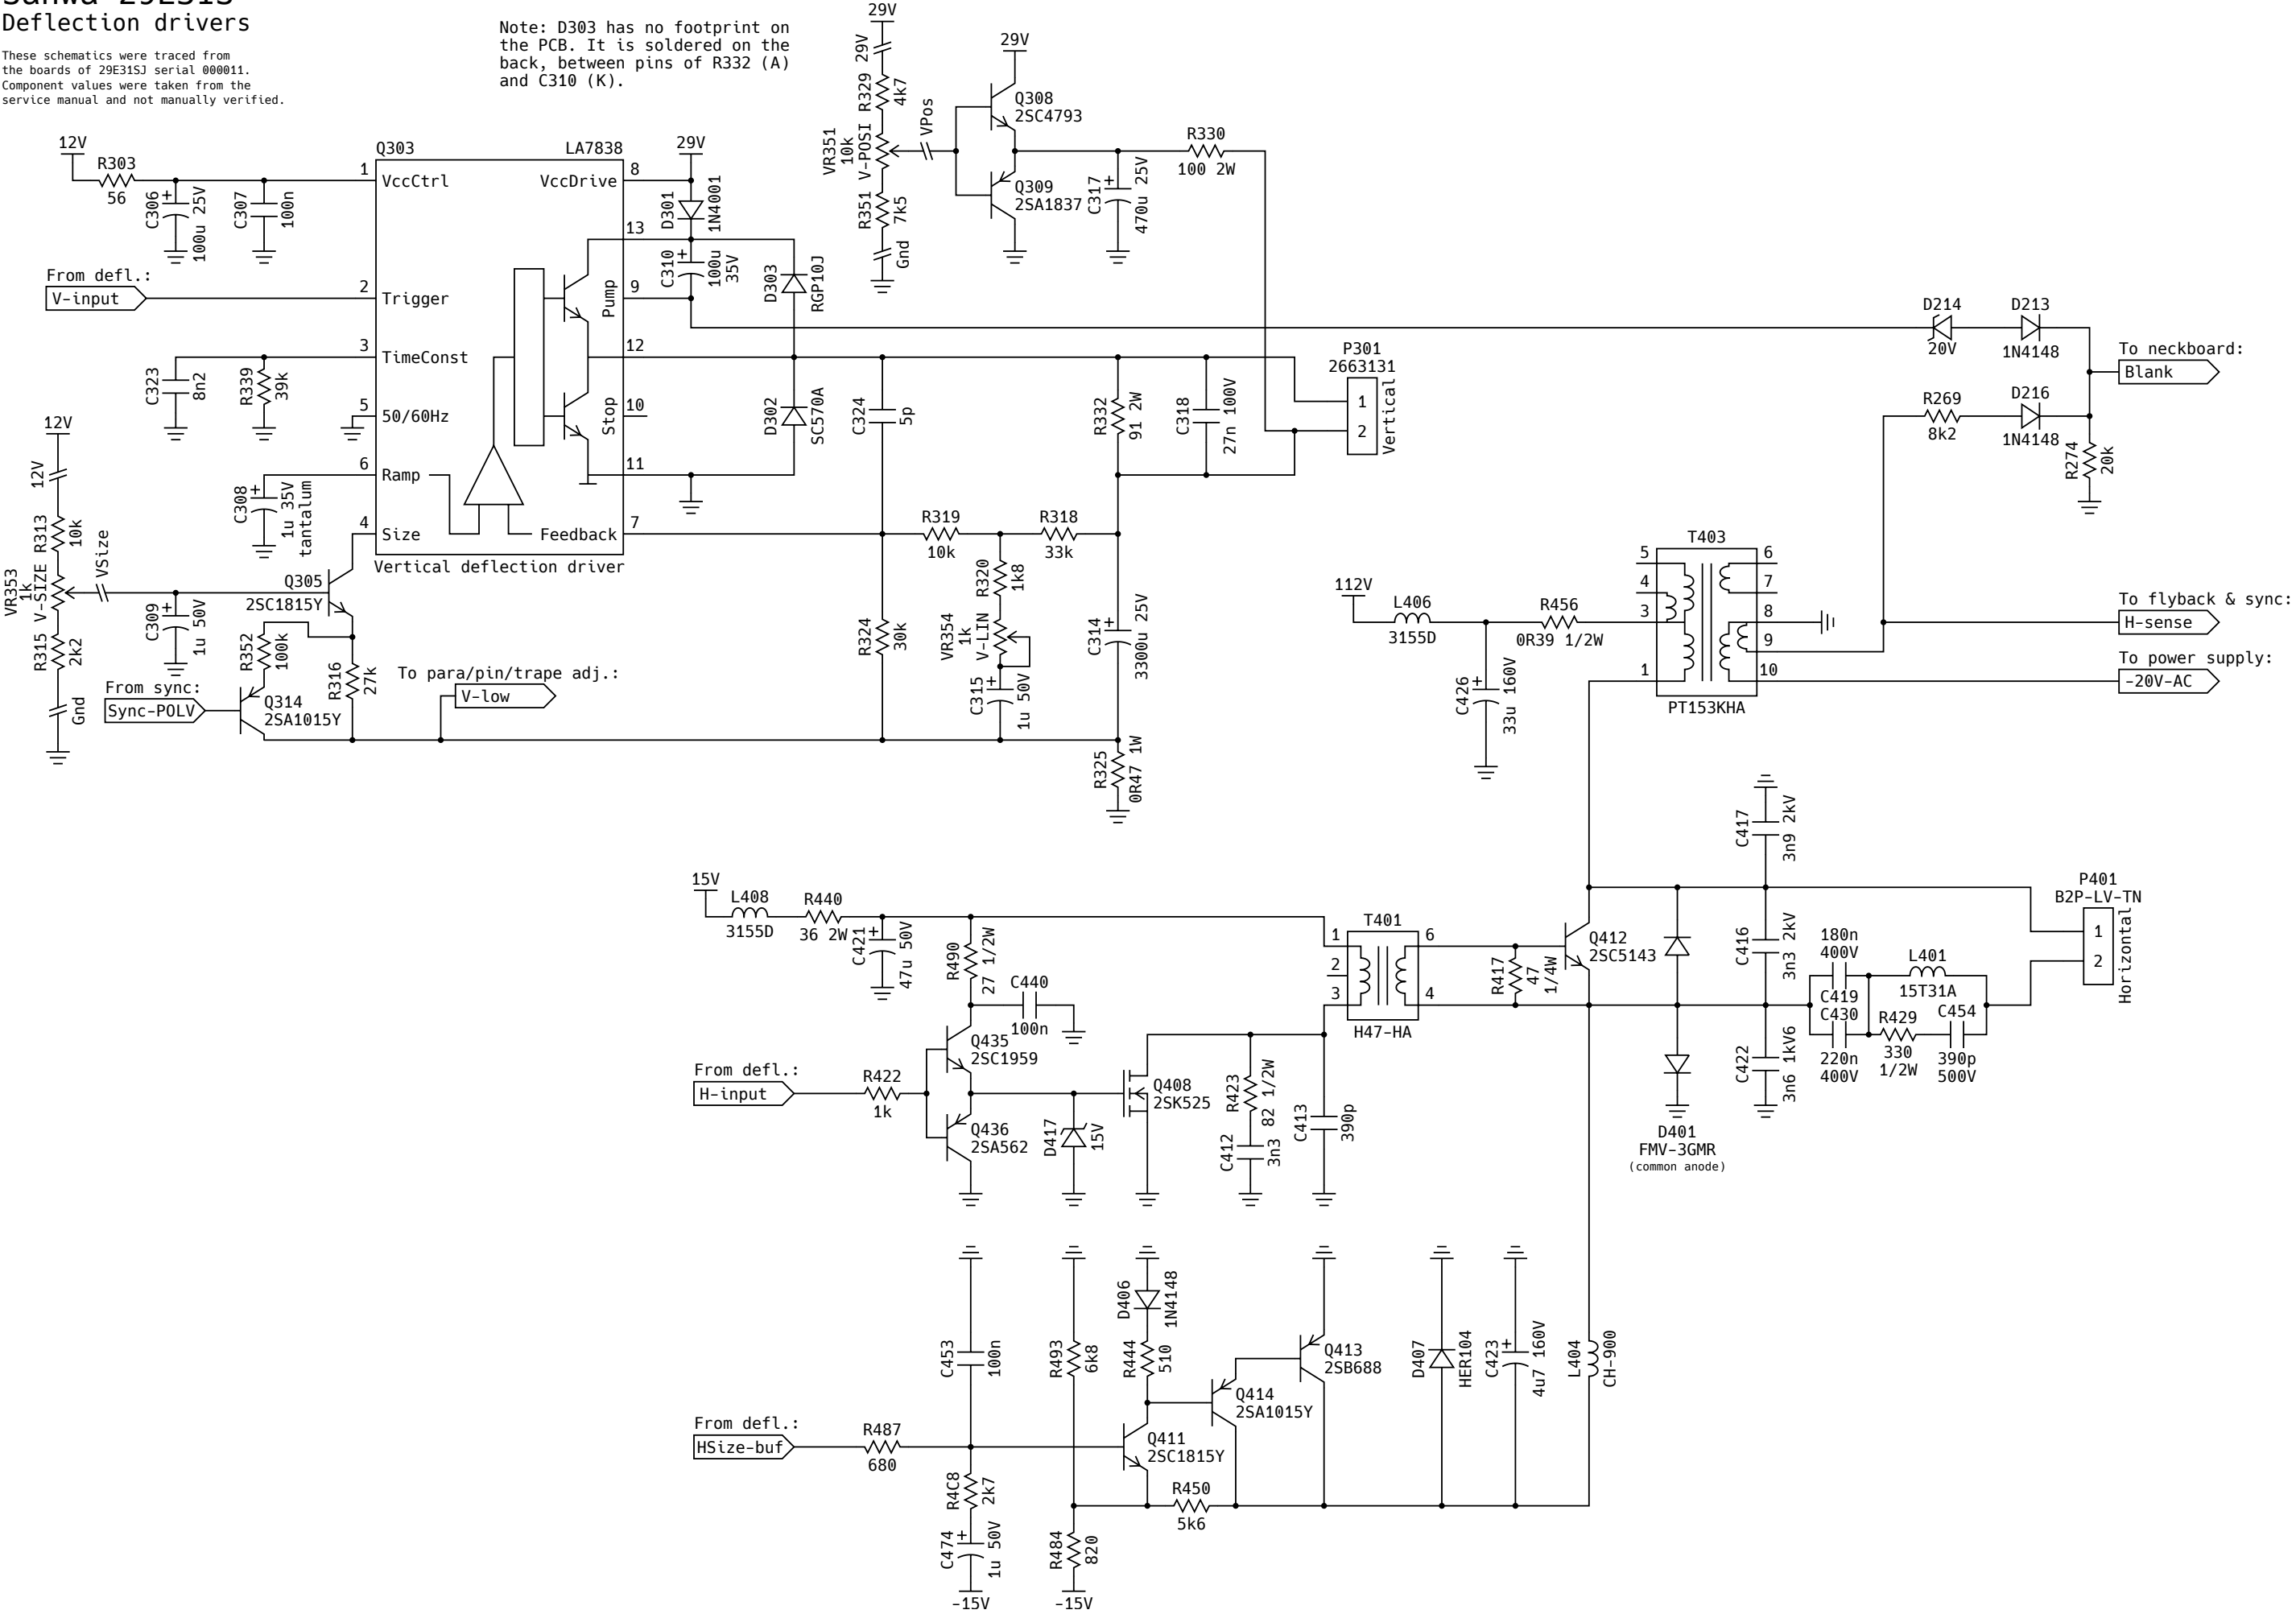 Deflection drivers
These schematics were traced from
the boards of 29E31SJ serial 000011.
Component values were taken from the
service manual and not manually verified.
Note: D303 has no footprint on
the PCB. It is soldered on the
back, between pins of R332 (A)
and C310 (K).
29V
29V
R329
4k7
VR351
10k
V-POSI
VPos
R351
7k5
Gnd
29V
Q308
2SC4793
Q309
2SA1837
C317
470u 25V
R330
100 2W
12V
R303
56
C306
100u 25V
C307
100n
Q303
LA7838
1
VccCtrl
VccDrive
8
29V
D301
1N4001
13
C310
100u
35V
D303
RGP10J
From defl.:
V-input
2
Trigger
Pump
9
3
TimeConst
12
C323
8n2
R339
39k
5
50/60Hz
Stop
10
D302
SC570A
C324
5p
R332
91 2W
C318
27n 100V
P301
2663131
1
2
Vertical
6
Ramp
11
C308
1u 35V
tantalum
4
Size
Feedback
7
Vertical deflection driver
12V
12V
R313
10k
VR353
1k
V-SIZE
VSize
R315
2k2
Gnd
C309
1u 50V
Q305
2SC1815Y
R352
100k
R316
27k
From sync:
Sync-POLV
Q314
2SA1015Y
To para/pin/trape adj.:
V-low
R319
10k
R318
33k
R320
1k8
VR354
1k
V-LIN
R324
30k
C315
1u 50V
C314
3300u 25V
R325
0R47 1W
D214
20V
D213
1N4148
To neckboard:
Blank
R269
8k2
D216
1N4148
R274
20k
T403
5
4
3
1
6
7
8
9
10
PT153KHA
112V
L406
3155D
R456
0R39 1/2W
C426
33u 160V
To flyback & sync:
H-sense
To power supply:
-20V-AC
C417
3n9 2kV
15V
L408
3155D
R440
36 2W
C421
47u 50V
R490
27 1/2W
C440
100n
T401
1
2
3
6
4
H47-HA
R417
47
1/4W
Q412
2SC5143
C416
3n3 2kV
180n
400V
C419
C430
220n
400V
L401
15T31A
R429
330
1/2W
C454
390p
500V
P401
B2P-LV-TN
1
2
Horizontal
From defl.:
H-input
R422
1k
Q435
2SC1959
Q436
2SA562
D417
15V
Q408
2SK525
R423
82 1/2W
C412
3n3
C413
390p
C422
3n6 1kV6
D401
FMV-3GMR
(common anode)
C453
100n
R493
6k8
D406
1N4148
R444
510
Q413
2SB688
Q414
2SA1015Y
D407
HER104
C423
4u7 160V
L404
CH-900
From defl.:
HSize-buf
R487
680
Q411
2SC1815Y
R4C8
2k7
R450
5k6
C474
1u 50V
R484
820
-15V
-15V